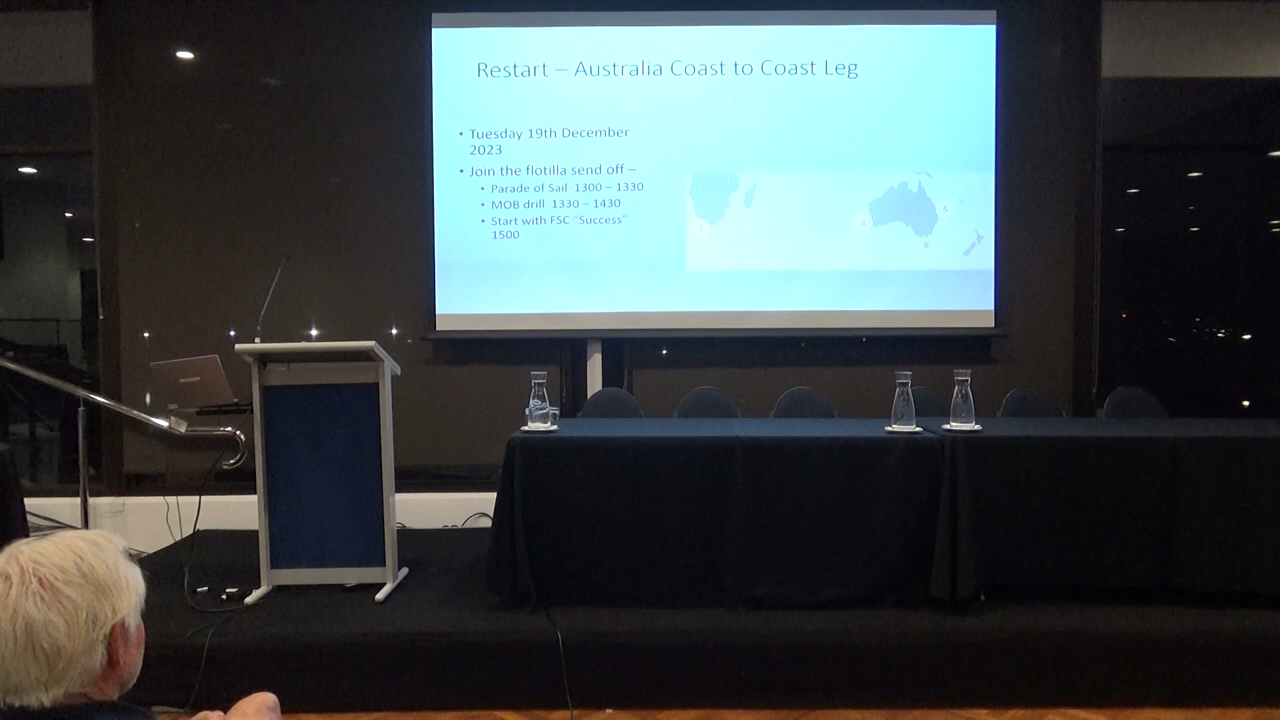 Restart – Australia Coast to Coast Leg
• Tuesday 19th December
2023
• Join the flotilla send off –
• Parade of Sail 1300 – 1330
• MOB drill 1330 – 1430
• Start with FSC "Success"
1500